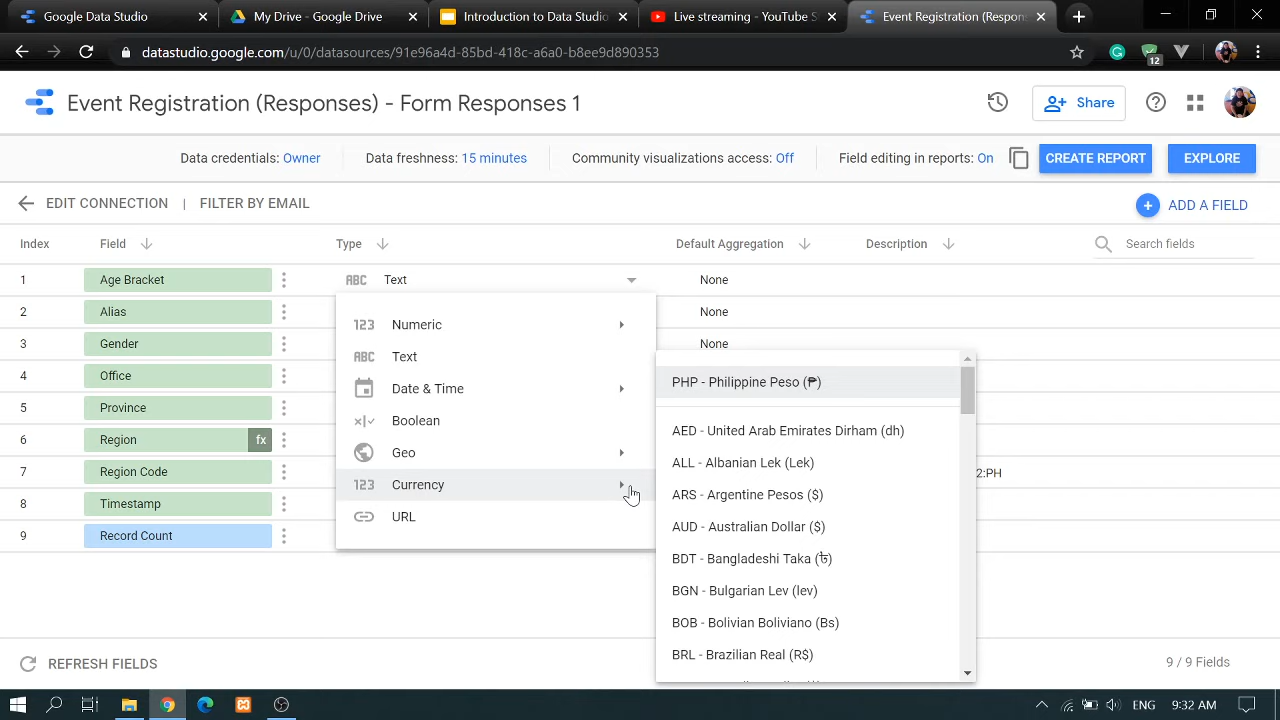 Google Data Studio
My Drive - Google Drive
Introduction to Data Studio
Live streaming - YouTube S
Event Registration (Respon
datastudio.google.com/u/0/datasources/91e96a4d-85bd-418c-a6a0-b8ee9d890353
12
Event Registration (Responses) - Form Responses 1
Share
Data credentials: Owner
Data freshness: 15 minutes
Community visualizations access: Off
Field editing in reports: On
CREATE REPORT
EXPLORE
EDIT CONNECTION | FILTER BY EMAIL
ADD A FIELD
Index Field Type Default Aggregation Description Search fields
1 Age Bracket ABC Text None
2 Alias None
3 Gender None
4 Office
5 Province
6 Region fx
7 Region Code 2:PH
8 Timestamp
9 Record Count
123 Numeric
ABC Text
Date & Time
Boolean
Geo
123 Currency
URL
PHP - Philippine Peso (₱)
AED - United Arab Emirates Dirham (dh)
ALL - Albanian Lek (Lek)
ARS - Argentine Pesos ($)
AUD - Australian Dollar ($)
BDT - Bangladeshi Taka (৳)
BGN - Bulgarian Lev (lev)
BOB - Bolivian Boliviano (Bs)
BRL - Brazilian Real (R$)
REFRESH FIELDS
9 / 9 Fields
ENG 9:32 AM